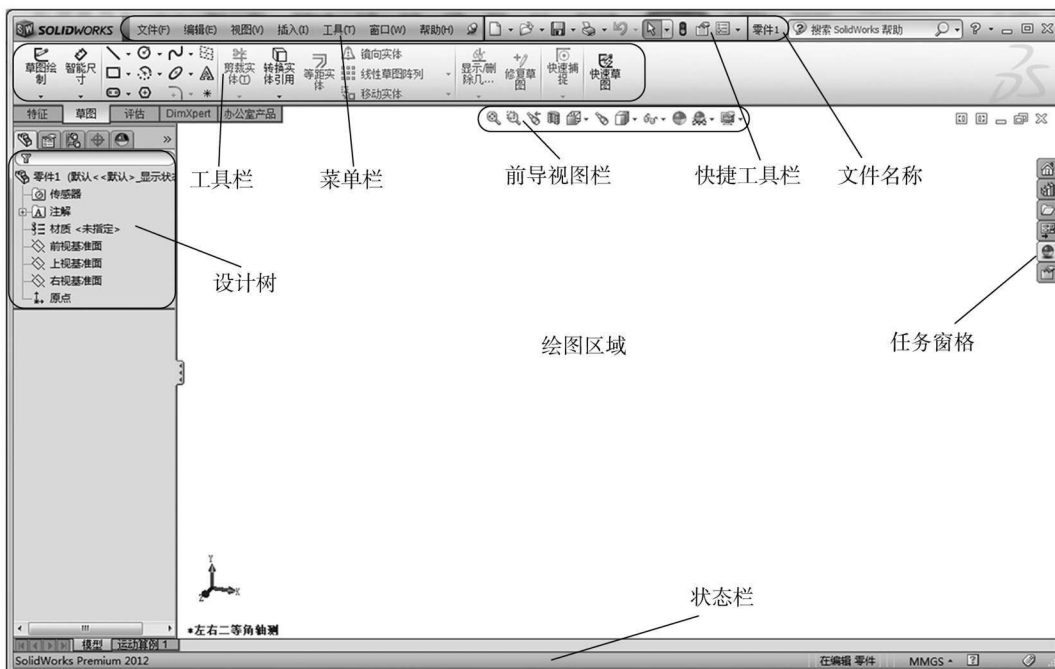 SOLIDWORKS 文件(F) 编辑(E) 视图(V) 插入(I) 工具(T) 窗口(W) 帮助(H) 零件1 搜索 SolidWorks 帮助
草图绘制 智能尺寸 剪裁实体(T) 转换实体引用 等距实体 镜向实体 线性草图阵列 移动实体 显示/删除几... 修复草图 快速捕捉 快速草图
特征 草图 评估 DimXpert 办公室产品
工具栏 菜单栏 前导视图栏 快捷工具栏 文件名称
零件1 (默认<<默认>_显示状态
传感器
注解
材质 <未指定>
前视基准面
上视基准面
右视基准面
原点
设计树
绘图区域
任务窗格
Y
X
Z
*左右二等角轴测
状态栏
模型 运动算例 1
SolidWorks Premium 2012 在编辑 零件 MMGS